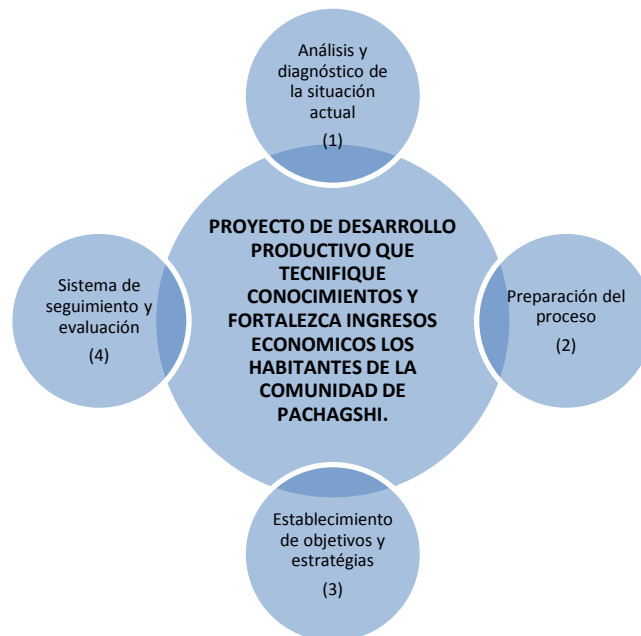 Análisis y
diagnóstico de
la situación
actual
(1)
PROYECTO DE DESARROLLO
PRODUCTIVO QUE
TECNIFIQUE
CONOCIMIENTOS Y
FORTALEZCA INGRESOS
ECONOMICOS LOS
HABITANTES DE LA
COMUNIDAD DE
PACHAGSHI.
Preparación del
proceso
(2)
Establecimiento
de objetivos y
estratégias
(3)
Sistema de
seguimiento y
evaluación
(4)